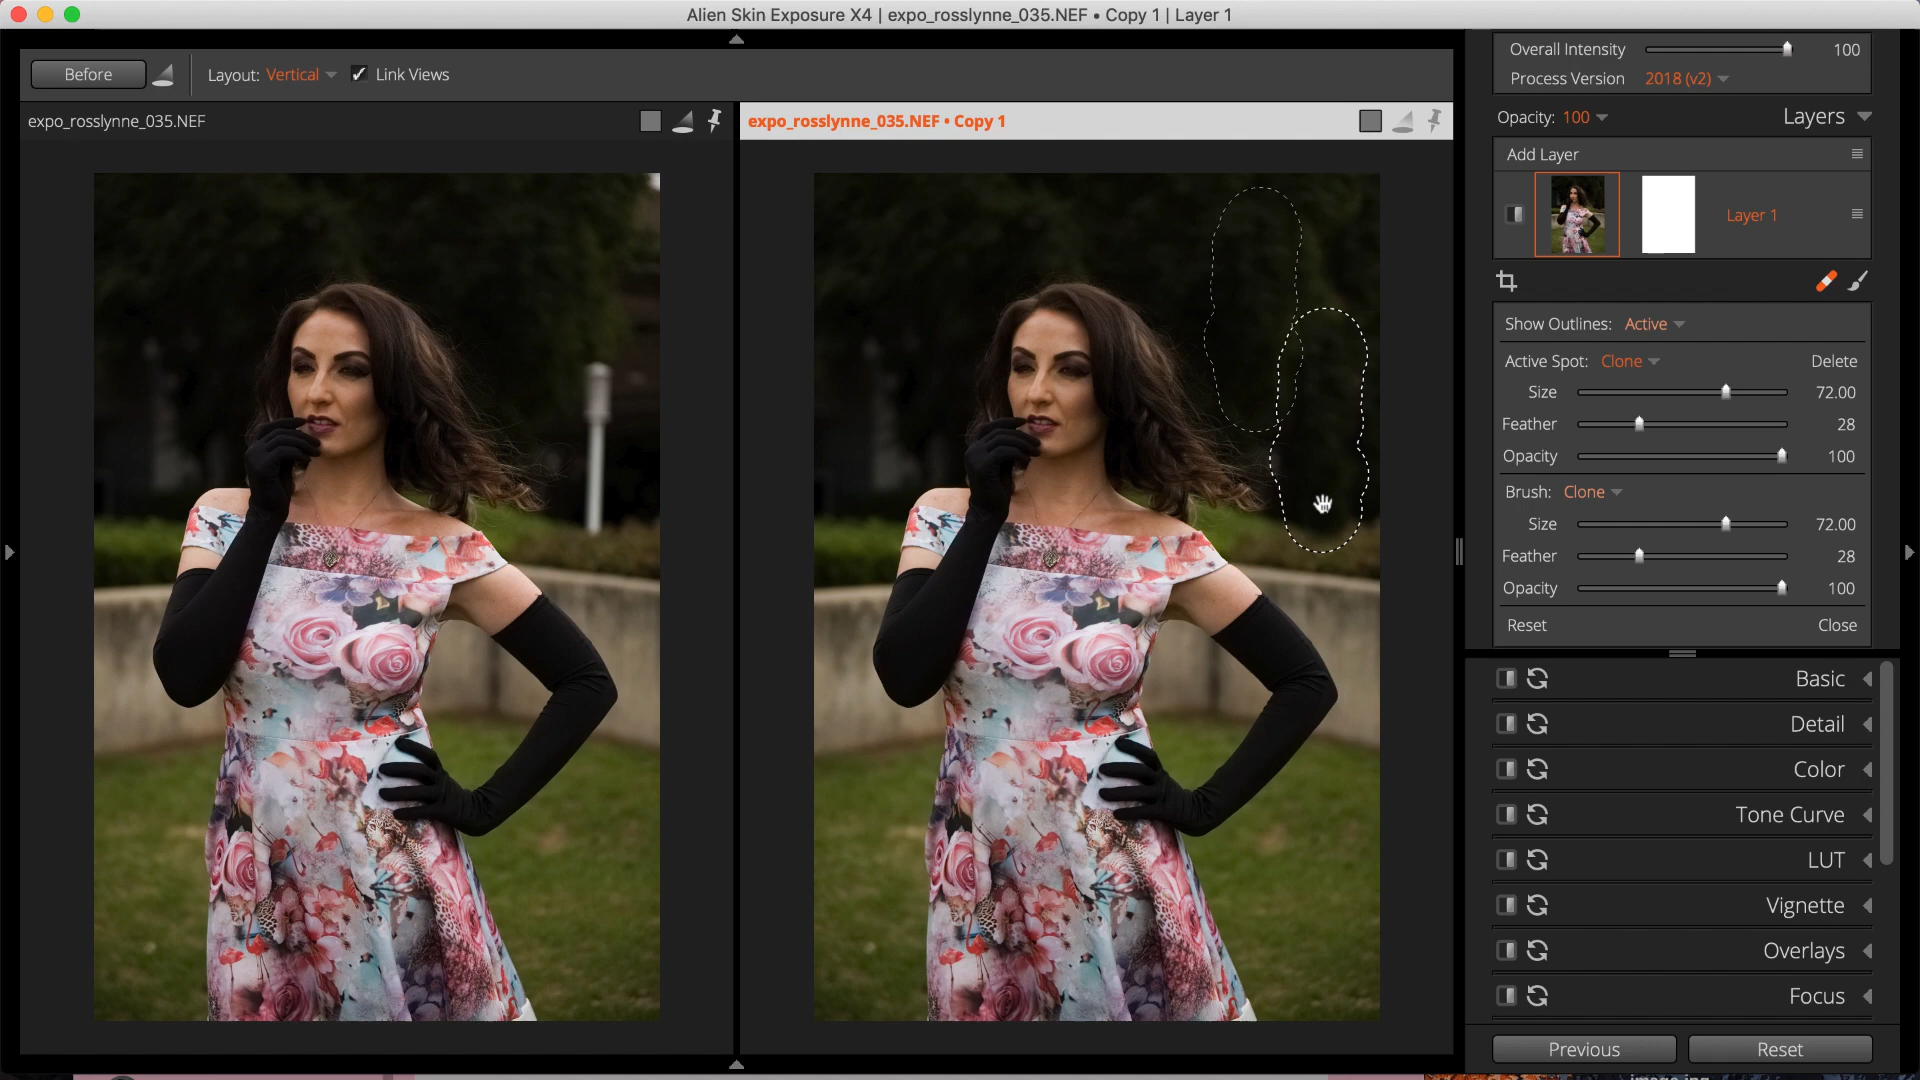 Alien Skin Exposure X4 | expo_rosslynne_035.NEF • Copy 1 | Layer 1
Before
Layout: Vertical
Link Views
expo_rosslynne_035.NEF
expo_rosslynne_035.NEF • Copy 1
Overall Intensity 100
Process Version 2018 (v2)
Opacity: 100
Layers
Add Layer
Layer 1
Show Outlines: Active
Active Spot: Clone Delete
Size 72.00
Feather 28
Opacity 100
Brush: Clone
Size 72.00
Feather 28
Opacity 100
Reset Close
Basic
Detail
Color
Tone Curve
LUT
Vignette
Overlays
Focus
Previous Reset